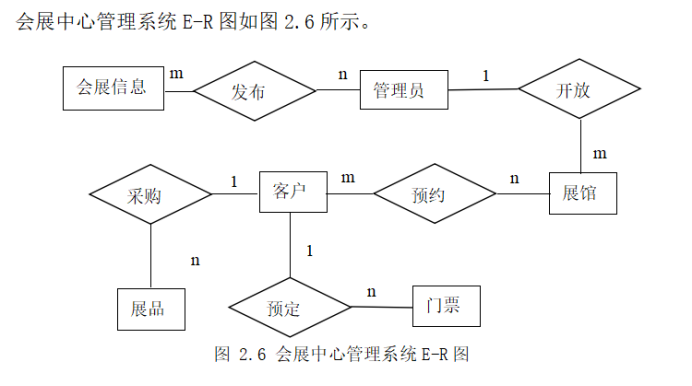 会展中心管理系统 E-R 图如图 2.6 所示。
会展信息 m 发布 n 管理员 1 开放
m
采购 1 客户 m 预约 n 展馆
n 1
展品 预定 n 门票
图 2.6 会展中心管理系统 E-R 图